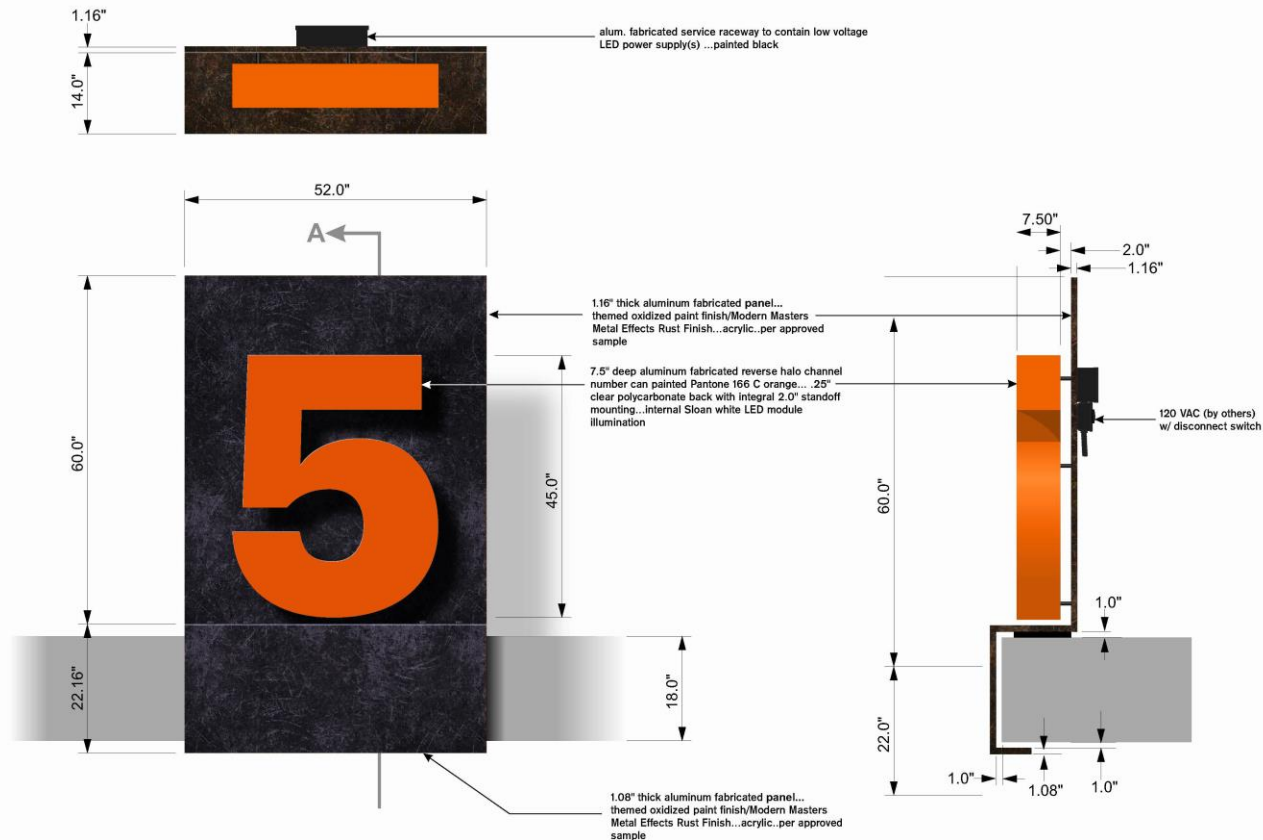 1.16"
14.0"
alum. fabricated service raceway to contain low voltage
LED power supply(s) ...painted black
52.0"
A
7.50"
2.0"
1.16"
1.16" thick aluminum fabricated panel...
themed oxidized paint finish/Modern Masters
Metal Effects Rust Finish...acrylic..per approved
sample
7.5" deep aluminum fabricated reverse halo channel
number can painted Pantone 166 C orange... .25"
clear polycarbonate back with integral 2.0" standoff
mounting...internal Sloan white LED module
illumination
120 VAC (by others)
w/ disconnect switch
60.0"
5
45.0"
60.0"
1.0"
22.16"
18.0"
22.0"
1.0"
1.08"
1.0"
1.08" thick aluminum fabricated panel...
themed oxidized paint finish/Modern Masters
Metal Effects Rust Finish...acrylic..per approved
sample